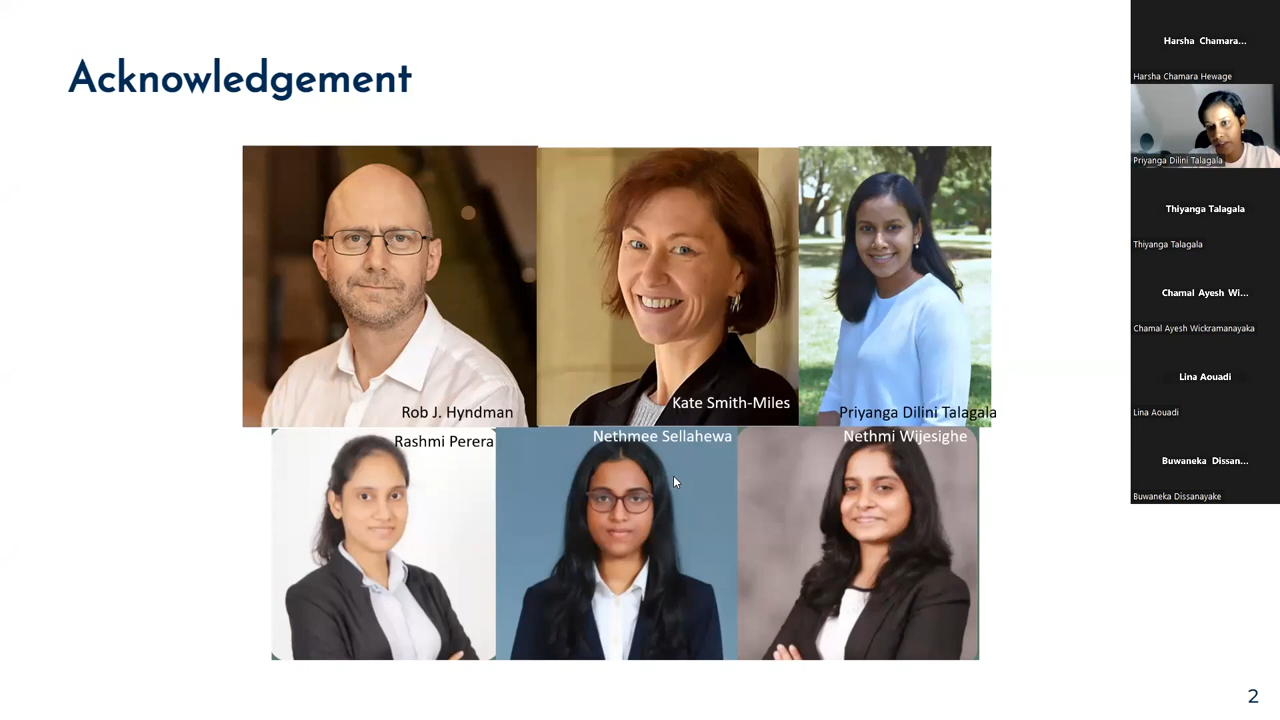 Acknowledgement
Rob J. Hyndman
Kate Smith-Miles
Priyanga Dilini Talagala
Rashmi Perera
Nethmee Sellahewa
Nethmi Wijesighe
2
Harsha Chamara...
Harsha Chamara Hewage
Priyanga Dilini Talagala
Thiyanga Talagala
Thiyanga Talagala
Chamal Ayesh Wi...
Chamal Ayesh Wickramanayaka
Lina Aouadi
Lina Aouadi
Buwaneka Dissan...
Buwaneka Dissanayake